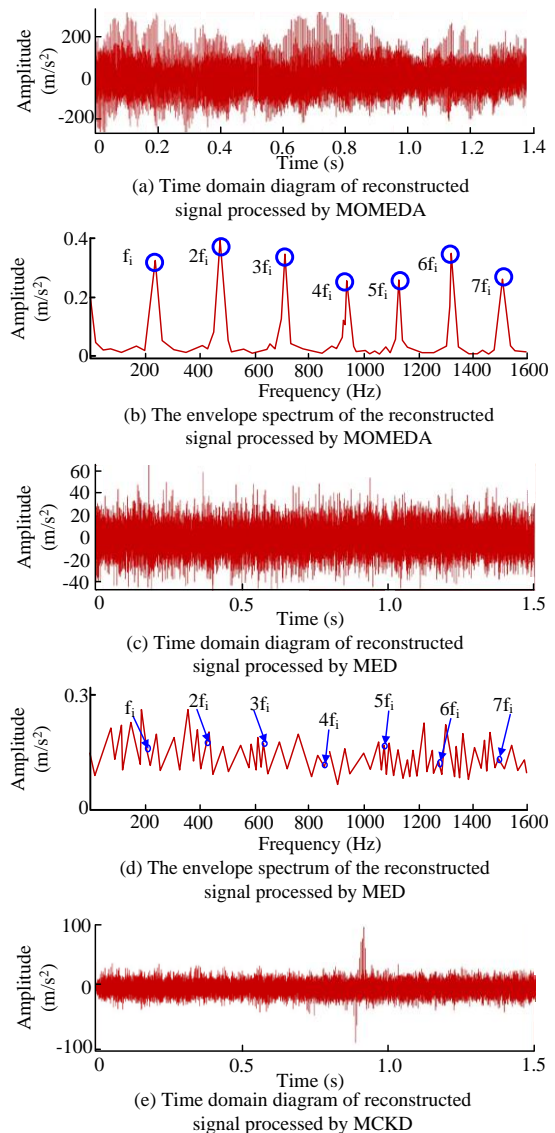 Amplitude
(m/s²)
200
0
-200
0
0.2
0.4
0.6
0.8
1.0
1.2
1.4
Time (s)
(a) Time domain diagram of reconstructed
signal processed by MOMEDA
Amplitude
(m/s²)
0.4
0.2
0
fᵢ
2fᵢ
3fᵢ
4fᵢ
5fᵢ
6fᵢ
7fᵢ
200
400
600
800
1000
1200
1400
1600
Frequency (Hz)
(b) The envelope spectrum of the reconstructed
signal processed by MOMEDA
Amplitude
(m/s²)
60
40
20
0
-20
-40
0
0.5
1.0
1.5
Time (s)
(c) Time domain diagram of reconstructed
signal processed by MED
Amplitude
(m/s²)
0.3
0
fᵢ
2fᵢ
3fᵢ
4fᵢ
5fᵢ
6fᵢ
7fᵢ
200
400
600
800
1000
1200
1400
1600
Frequency (Hz)
(d) The envelope spectrum of the reconstructed
signal processed by MED
Amplitude
(m/s²)
100
0
-100
0
0.5
1.0
1.5
Time (s)
(e) Time domain diagram of reconstructed
signal processed by MCKD